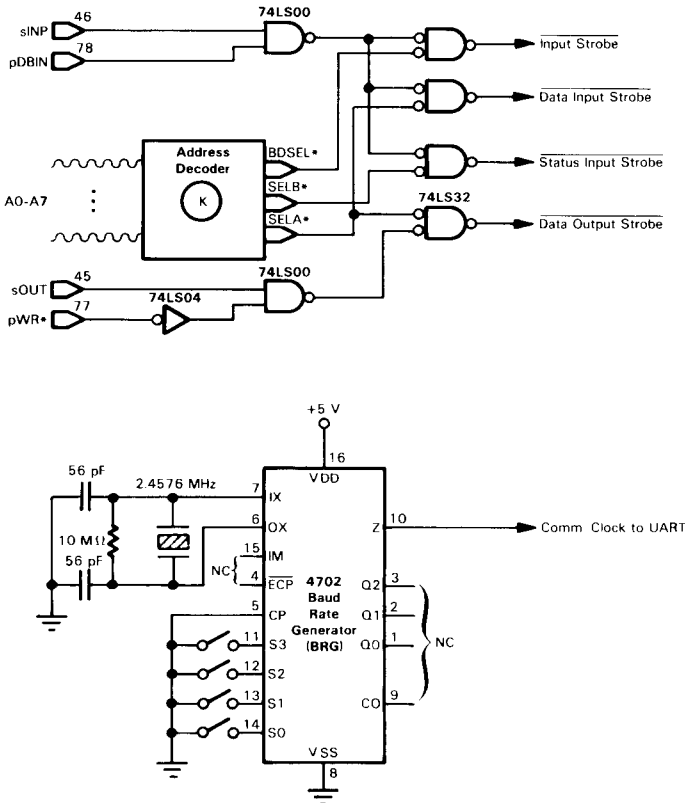 74LS00
sINP
46
Input Strobe
pDBIN
78
Data Input Strobe
Address
Decoder
K
BDSEL*
Status Input Strobe
A0-A7
SELB*
74LS32
SELA*
Data Output Strobe
74LS00
sOUT
45
74LS04
pWR*
77
+5 V
16
VDD
56 pF
2.4576 MHz
7
IX
6
OX
Z
10
Comm Clock to UART
10 MΩ
15
IM
NC
56 pF
4
ECP
4702
Baud
Rate
Generator
(BRG)
Q2
3
5
CP
Q1
2
11
S3
Q0
1
NC
12
S2
13
S1
CO
9
14
S0
VSS
8